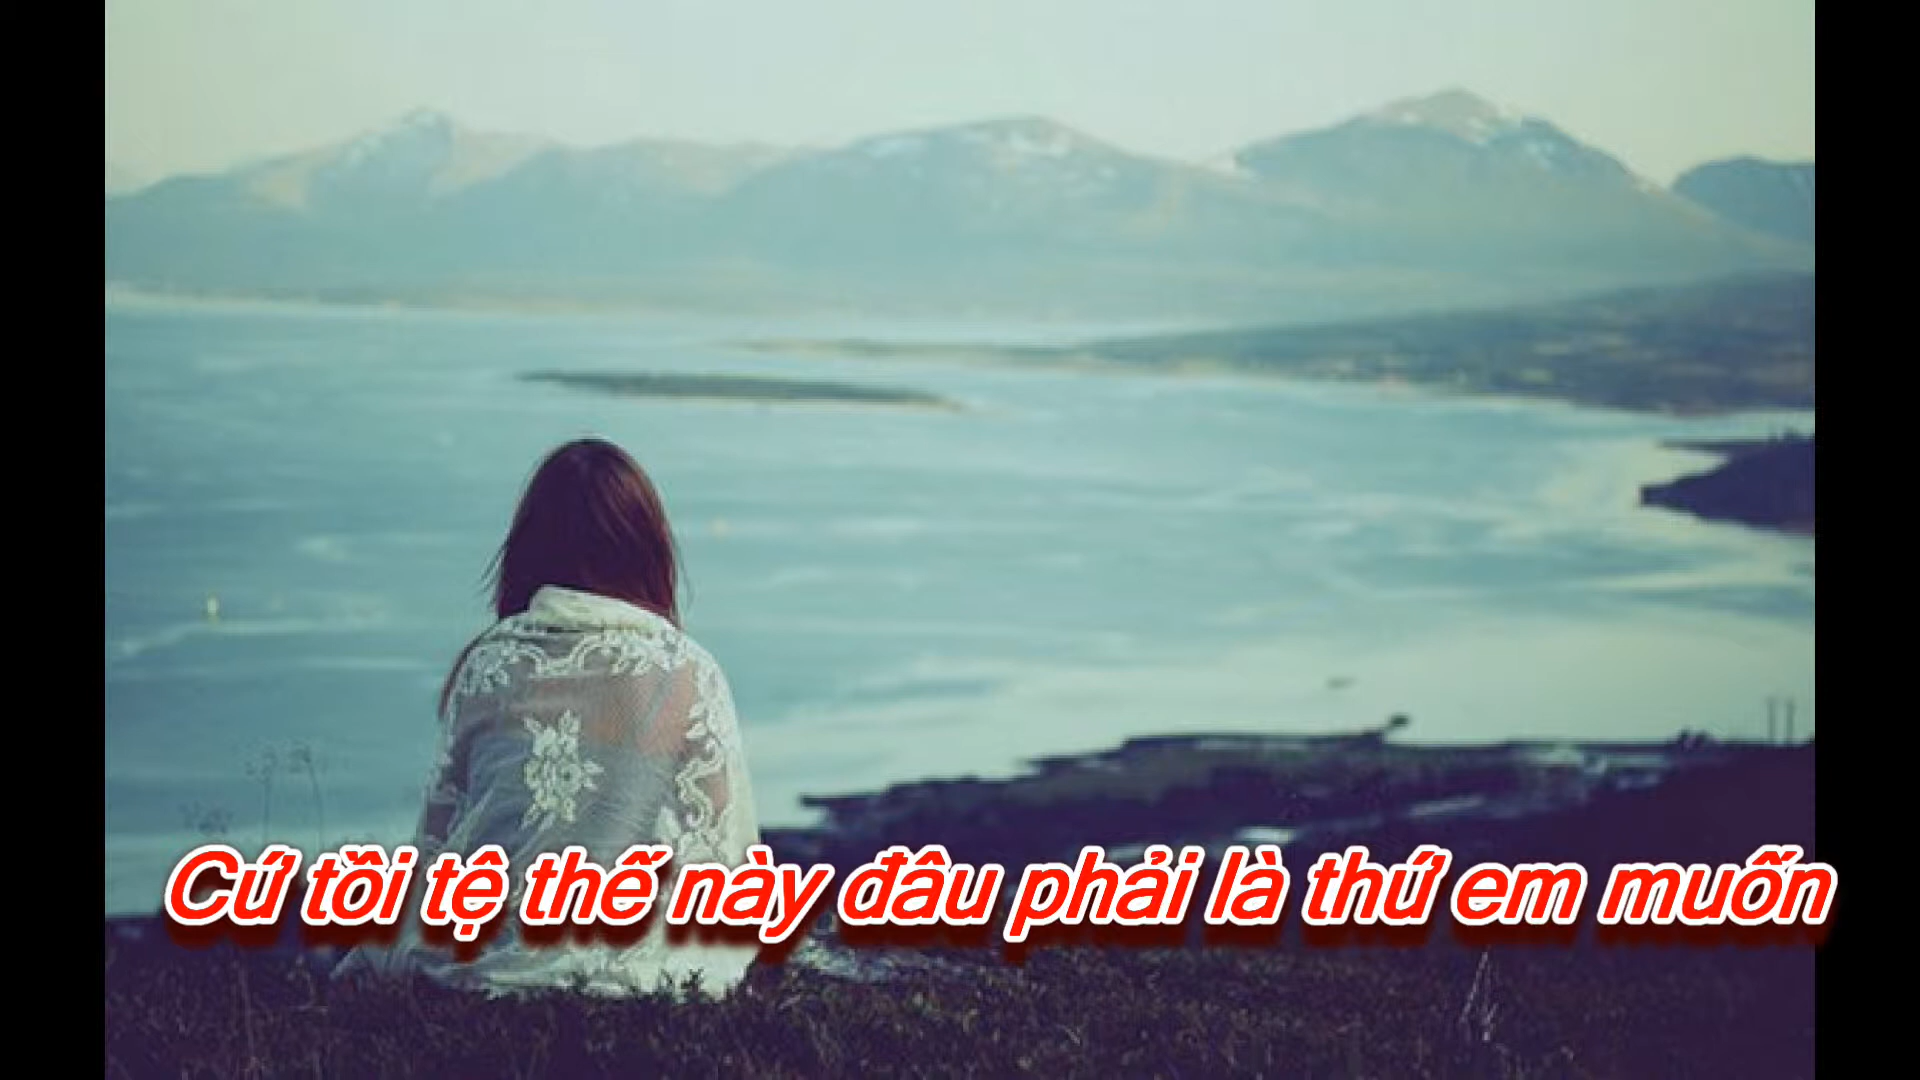 Cứ tồi tệ thế này đâu phải là thứ em muốn